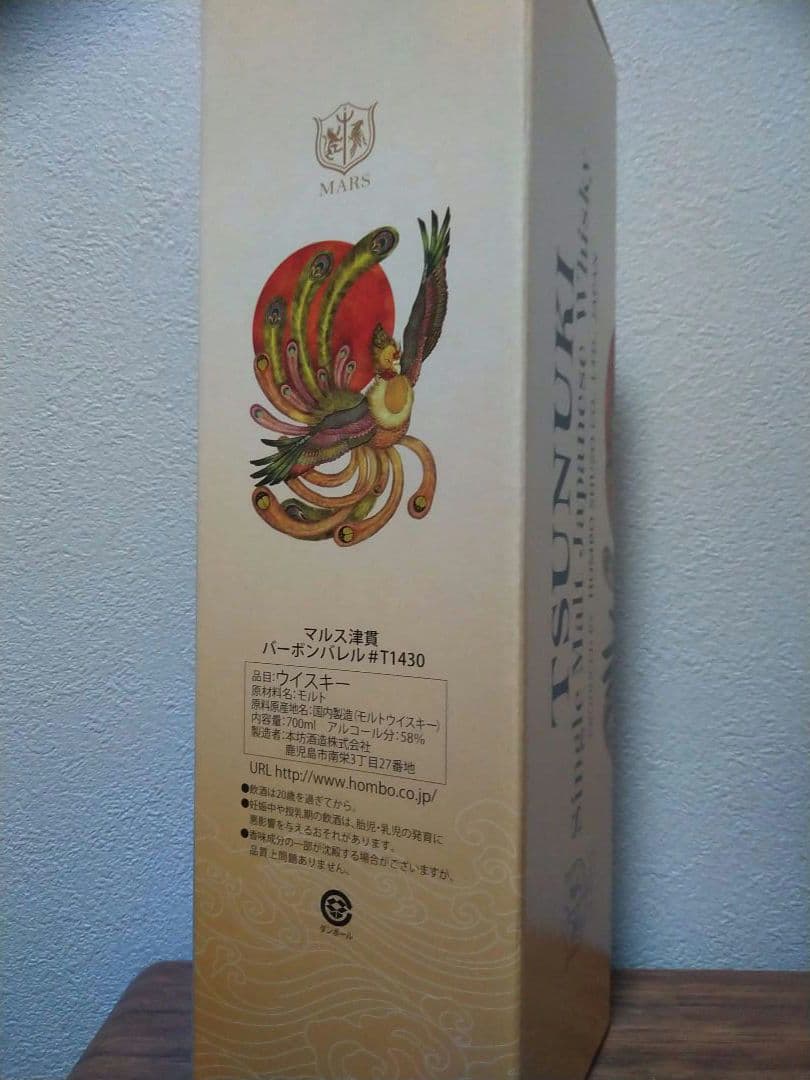 MARS
マルス津貫
バーボンバレル#T1430
品目:ウイスキー
原材料名:モルト
原料原産地名:国内製造(モルトウイスキー)
内容量:700ml アルコール分:58%
製造者:本坊酒造株式会社
鹿児島市南栄3丁目27番地
URL http://www.hombo.co.jp/
●飲酒は20歳を過ぎてから。
●妊娠中や授乳期の飲酒は、胎児・乳児の発育に
悪影響を与えるおそれがあります。
●香味成分の一部が沈殿する場合がございますが、
品質上問題ありません。
ダンボール
TSUNUKI
Single Malt Japanese Whisky